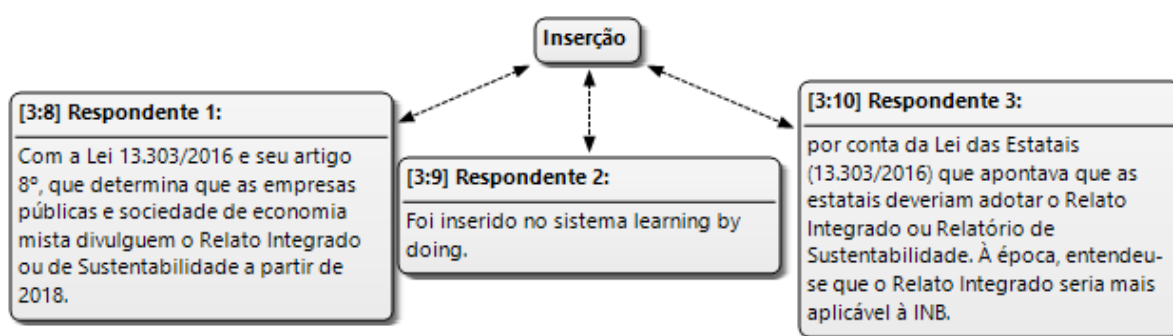 Inserção
[3:8] Respondente 1:
Com a Lei 13.303/2016 e seu artigo
8º, que determina que as empresas
públicas e sociedade de economia
mista divulguem o Relato Integrado
ou de Sustentabilidade a partir de
2018.
[3:9] Respondente 2:
Foi inserido no sistema learning by
doing.
[3:10] Respondente 3:
por conta da Lei das Estatais
(13.303/2016) que apontava que as
estatais deveriam adotar o Relato
Integrado ou Relatório de
Sustentabilidade. À época, entendeu-
se que o Relato Integrado seria mais
aplicável à INB.